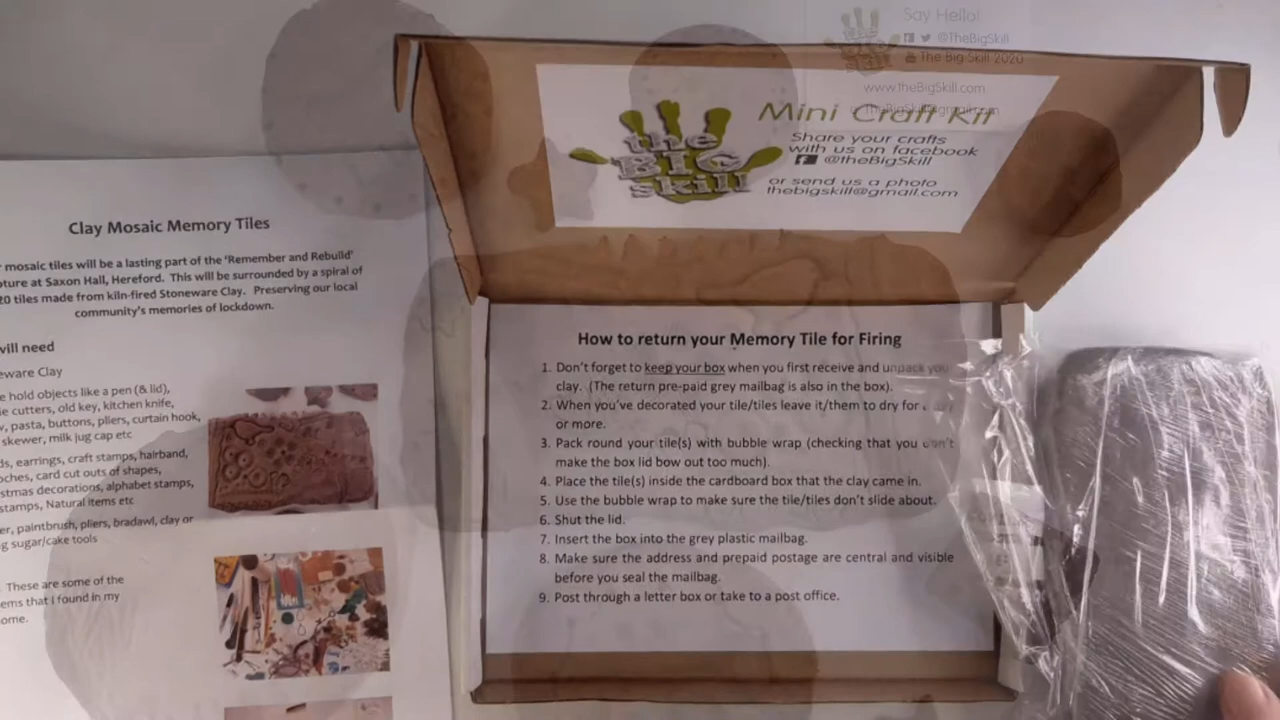 Say Hello!
@TheBigSkill
The Big Skill 2020
www.theBigSkill.com
TheBigSkill@gmail.com
the
BIG
skill
Mini Craft Kit
Share your crafts
with us on facebook
@theBigSkill
or send us a photo
thebigskill@gmail.com
Clay Mosaic Memory Tiles
mosaic tiles will be a lasting part of the 'Remember and Rebuild'
at Saxon Hall, Hereford. This will be surrounded by a spiral of
tiles made from kiln-fired Stoneware Clay. Preserving our local
community's memories of lockdown.
will need
Clay
hold objects like a pen (& lid),
cutters, old key, kitchen knife,
pasta, buttons, pliers, curtain hook,
skewer, milk jug cap etc
earrings, craft stamps, hairband,
card cut outs of shapes,
decorations, alphabet stamps,
stamps, Natural items etc
paintbrush, pliers, bradawl, clay or
sugar/cake tools
These are some of the
that I found in my
How to return your Memory Tile for Firing
1. Don't forget to keep your box when you first receive and unpack you
clay. (The return pre-paid grey mailbag is also in the box).
2. When you've decorated your tile/tiles leave it/them to dry for
or more.
3. Pack round your tile(s) with bubble wrap (checking that you don't
make the box lid bow out too much).
4. Place the tile(s) inside the cardboard box that the clay came in.
5. Use the bubble wrap to make sure the tile/tiles don't slide about.
6. Shut the lid.
7. Insert the box into the grey plastic mailbag.
8. Make sure the address and prepaid postage are central and visible
before you seal the mailbag.
9. Post through a letter box or take to a post office.